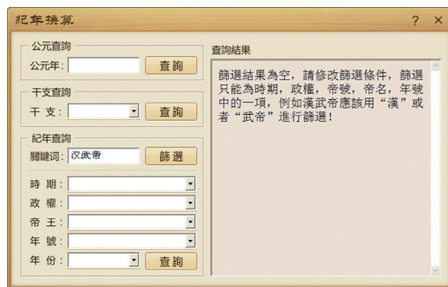 紀年換算
公元查詢
公元年:
查詢
干支查詢
干 支:
查詢
紀年查詢
關鍵词:
汉武帝
篩選
時 期:
政 權:
帝 王:
年 號:
年 份:
查詢
查詢結果
篩選結果為空，請修改篩選條件，篩選
只能為時期，政權，帝號，帝名，年號
中的一項，例如漢武帝應該用“漢”或
者“武帝”進行篩選！